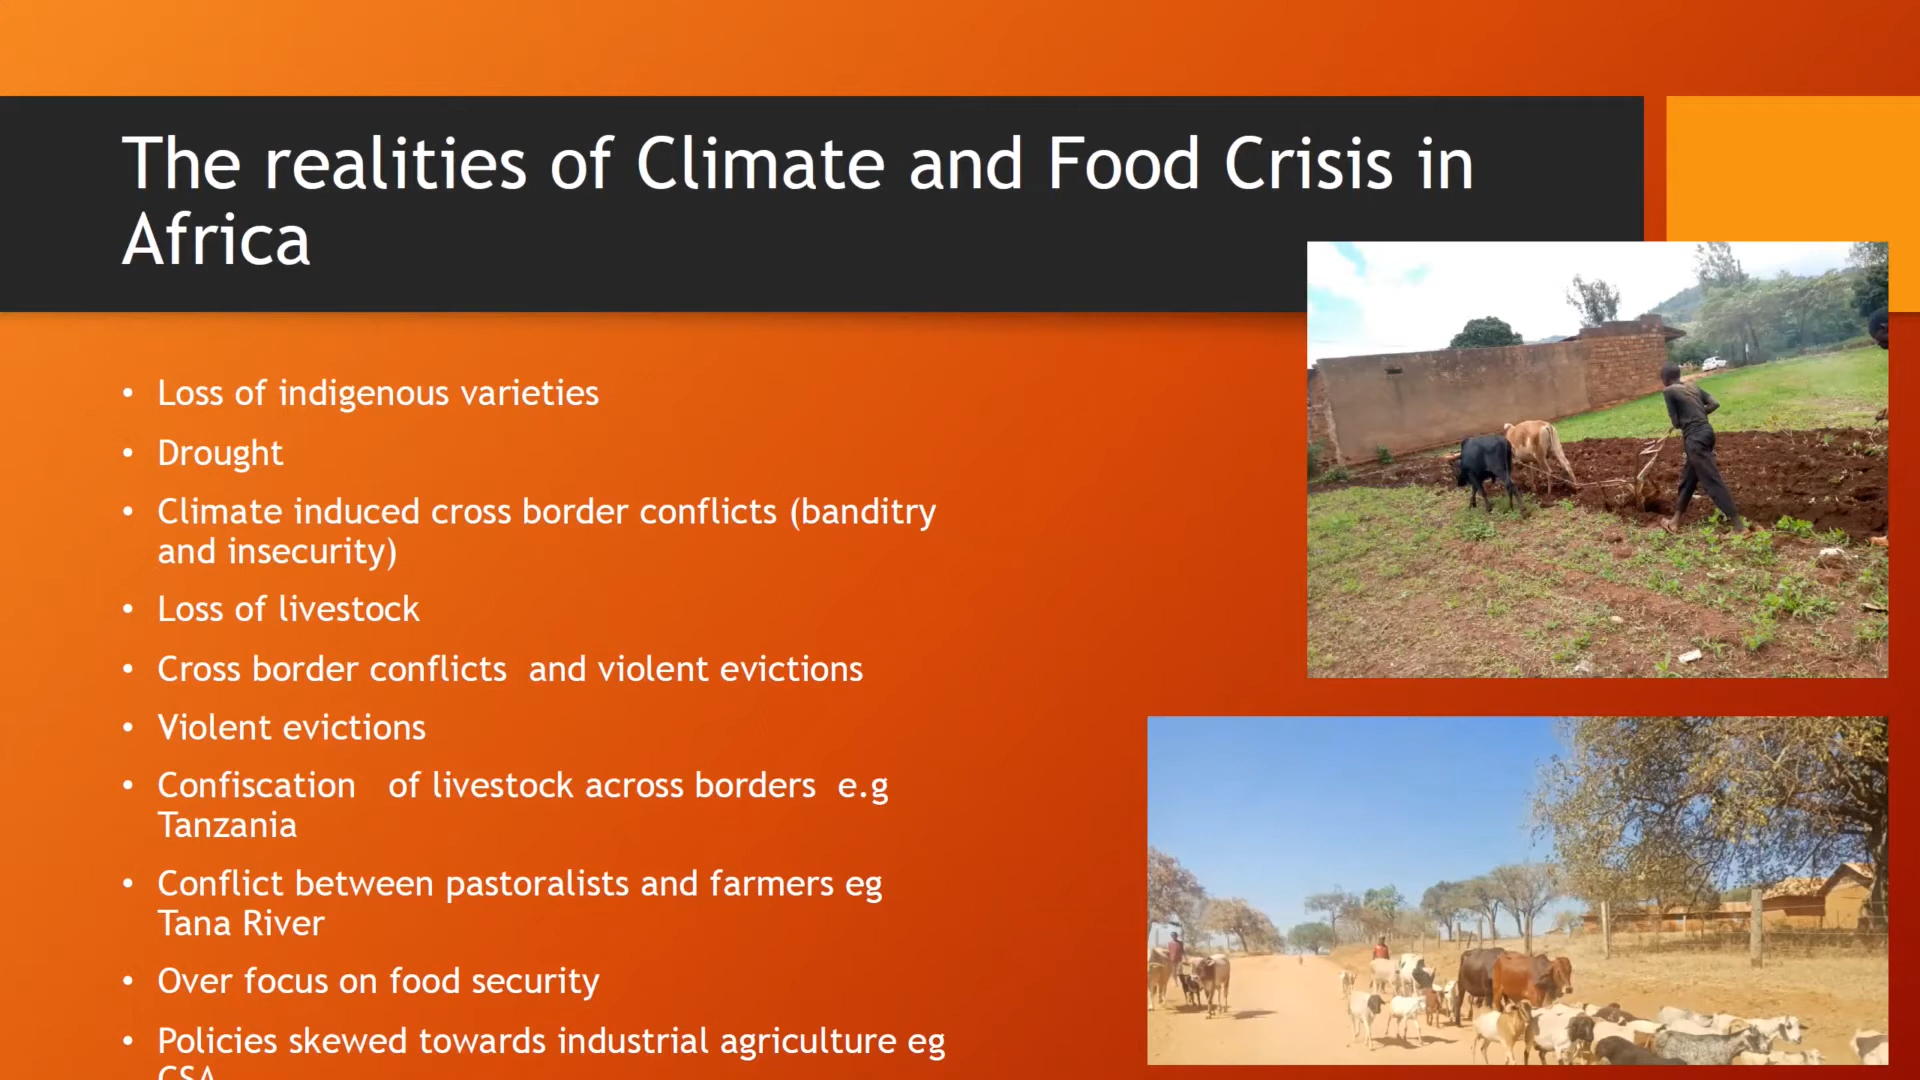 The realities of Climate and Food Crisis in
Africa
• Loss of indigenous varieties
• Drought
• Climate induced cross border conflicts (banditry
and insecurity)
• Loss of livestock
• Cross border conflicts  and violent evictions
• Violent evictions
• Confiscation   of livestock across borders  e.g
Tanzania
• Conflict between pastoralists and farmers eg
Tana River
• Over focus on food security
• Policies skewed towards industrial agriculture eg
CSA